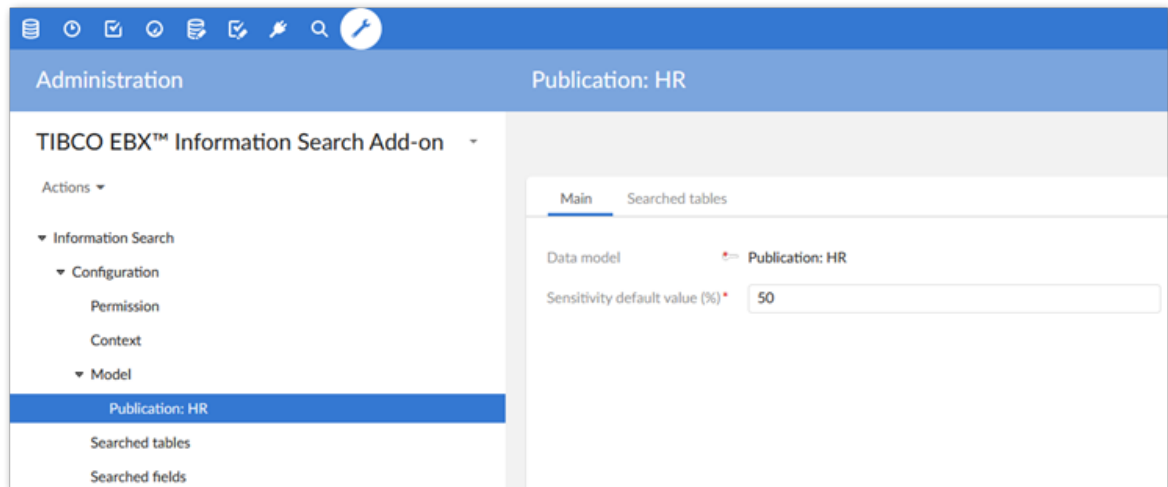 Administration
Publication: HR
TIBCO EBX™ Information Search Add-on
Actions
Main Searched tables
Information Search
Data model Publication: HR
Configuration
Sensitivity default value (%)* 50
Permission
Context
Model
Publication: HR
Searched tables
Searched fields